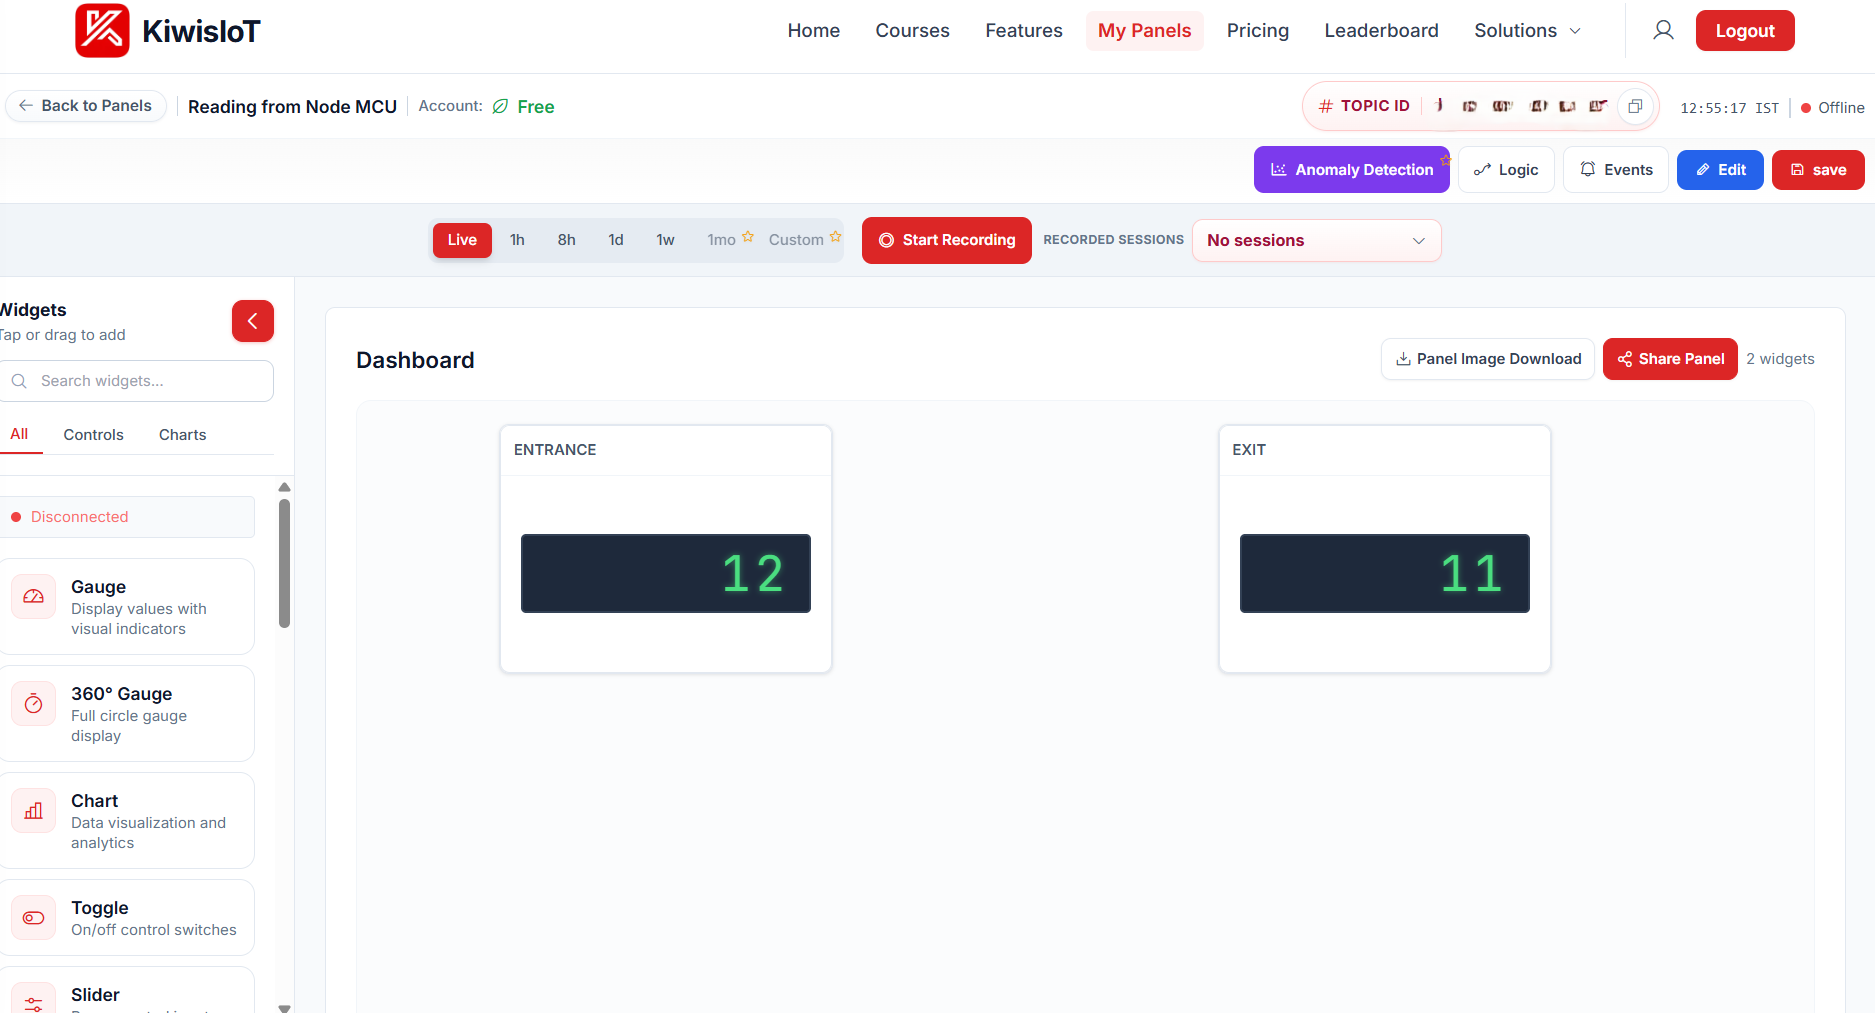 KiwisIoT
Home Courses Features My Panels Pricing Leaderboard Solutions Logout
Back to Panels Reading from Node MCU Account: Free
# TOPIC ID 12:55:17 IST Offline
Anomaly Detection Logic Events Edit save
Live 1h 8h 1d 1w 1mo Custom Start Recording RECORDED SESSIONS No sessions
Widgets
Tap or drag to add
Search widgets...
All Controls Charts
Disconnected
Gauge
Display values with
visual indicators
360° Gauge
Full circle gauge
display
Chart
Data visualization and
analytics
Toggle
On/off control switches
Slider
Dashboard Panel Image Download Share Panel 2 widgets
ENTRANCE
12
EXIT
11